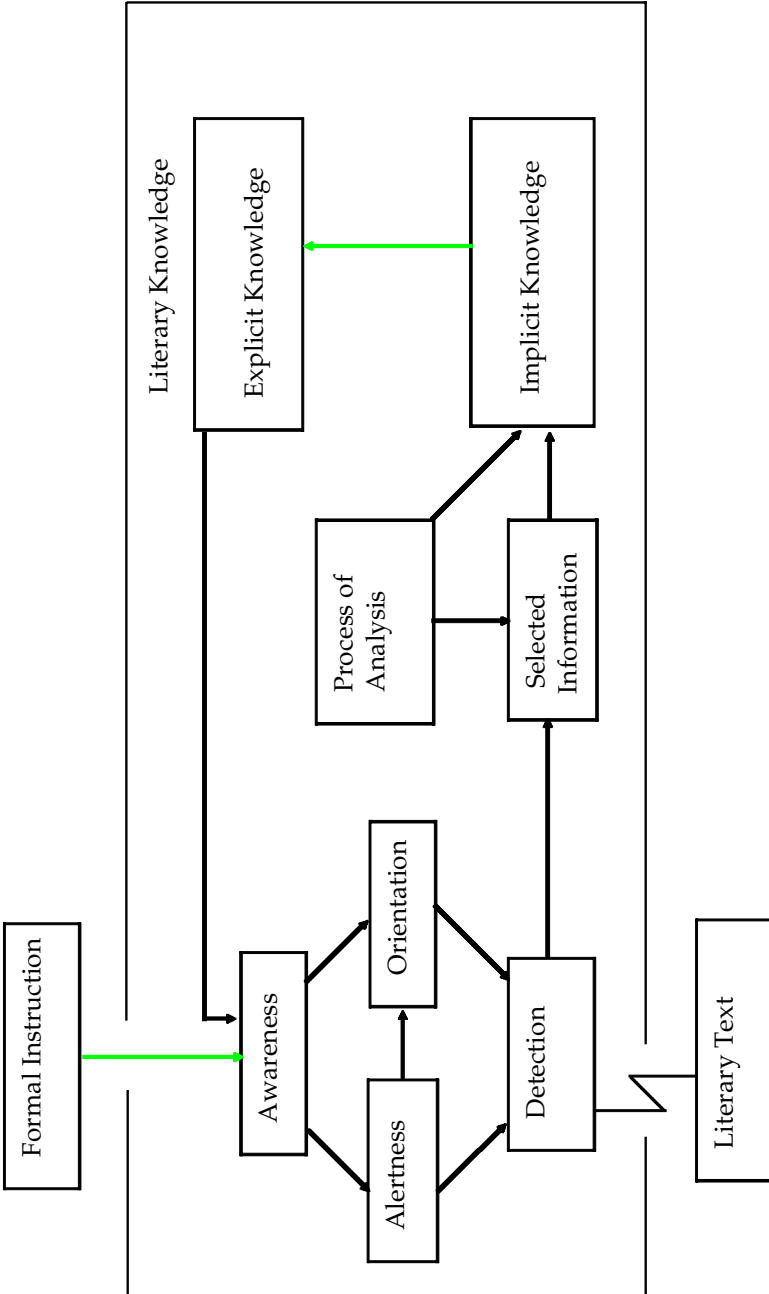 Formal Instruction
Literary Knowledge
Awareness
Explicit Knowledge
Alertness
Orientation
Process of
Analysis
Detection
Selected
Information
Implicit Knowledge
Literary Text